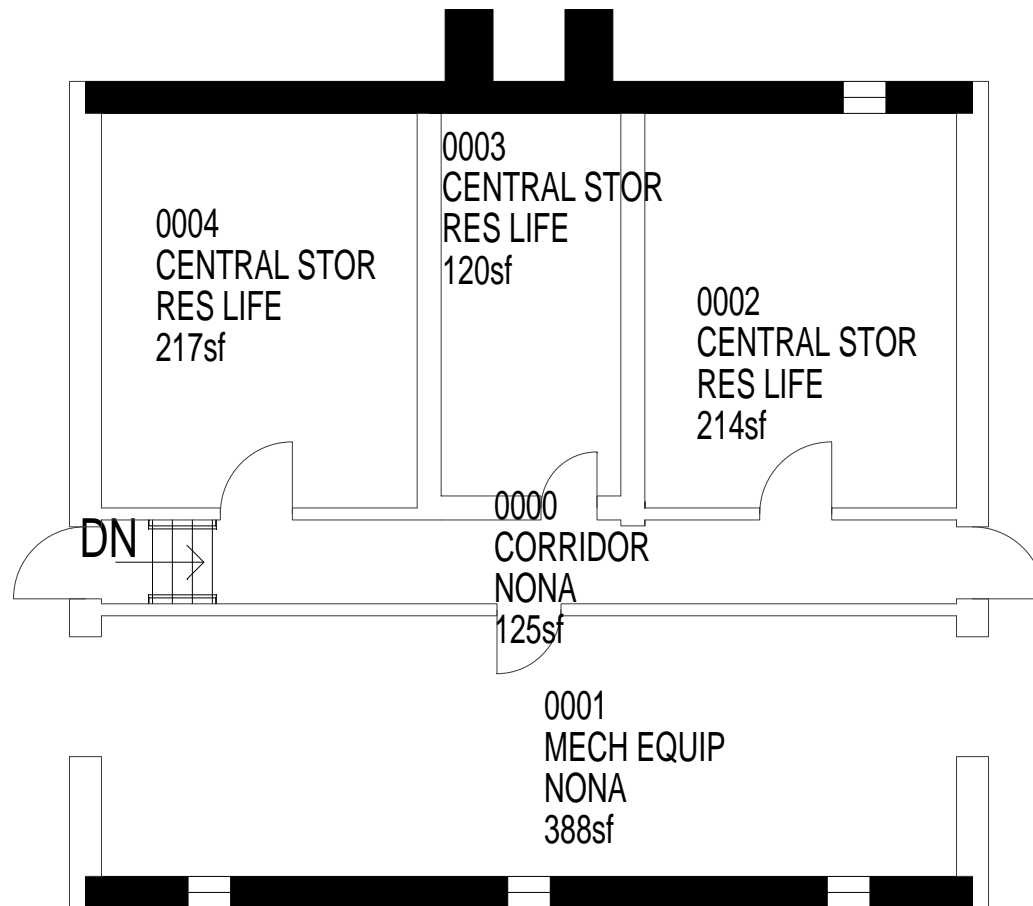 0003
CENTRAL STOR
RES LIFE
120sf
0004
CENTRAL STOR
RES LIFE
217sf
0002
CENTRAL STOR
RES LIFE
214sf
DN
0000
CORRIDOR
NONA
125sf
0001
MECH EQUIP
NONA
388sf